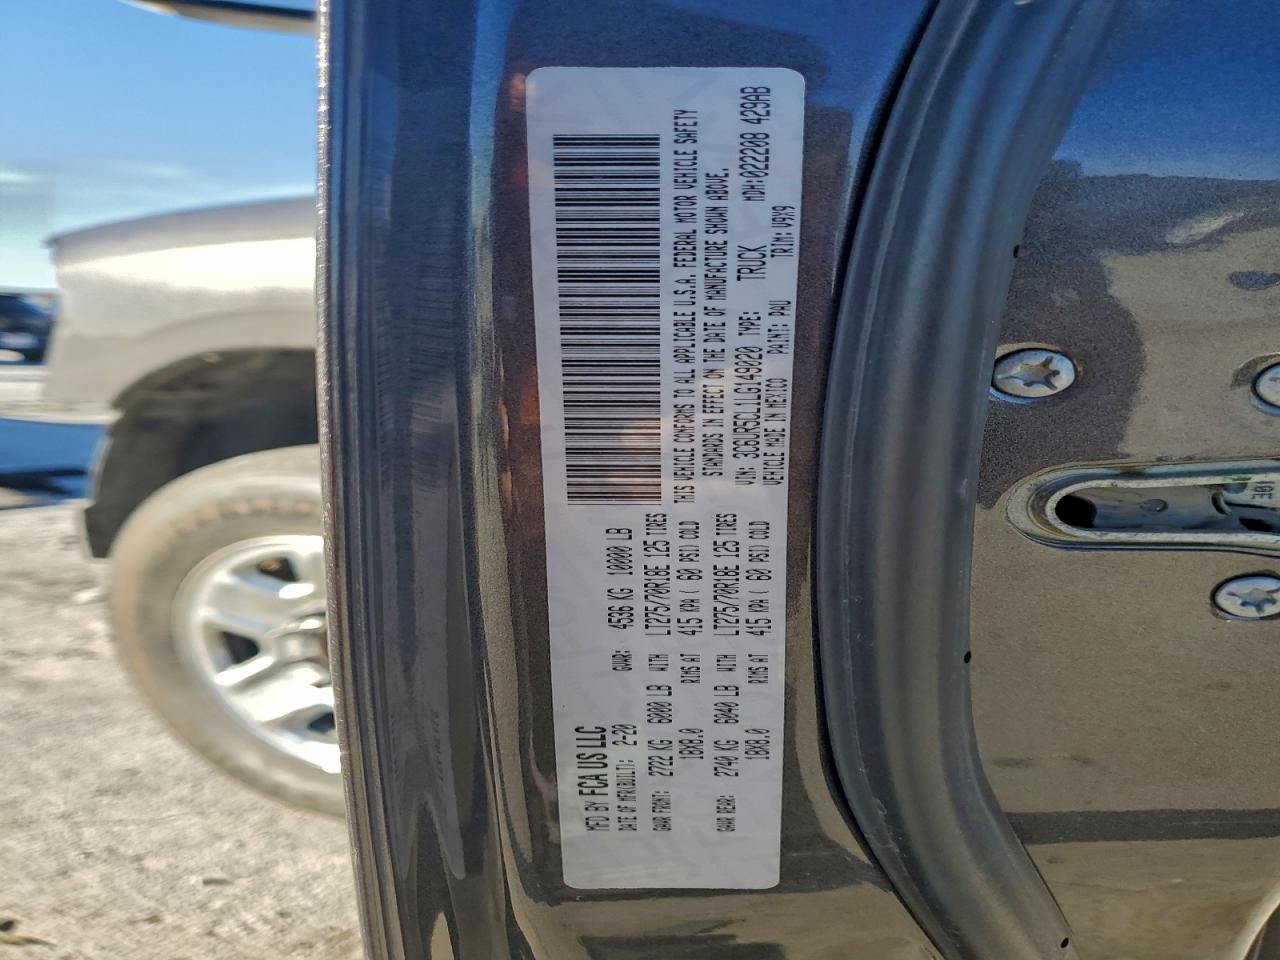 MFD BY FCA US LLC
DATE OF MFR(BUILT): 2-20 GVWR: 4536 KG 10000 LB
GAWR FRONT: 2722 KG 6000 LB WITH LT275/70R18E 125 TIRES
18X8.0 RIMS AT 415 KPA ( 60 PSI) COLD
GAWR REAR: 2740 KG 6040 LB WITH LT275/70R18E 125 TIRES
18X8.0 RIMS AT 415 KPA ( 60 PSI) COLD
THIS VEHICLE CONFORMS TO ALL APPLICABLE U.S.A. FEDERAL MOTOR VEHICLE SAFETY
STANDARDS IN EFFECT ON THE DATE OF MANUFACTURE SHOWN ABOVE.
VIN: 3C6UR5CL1LG149020 TYPE: TRUCK MDH:022208 429AB
VEHICLE MADE IN MEXICO PAINT: PAU TRIM: V9X9